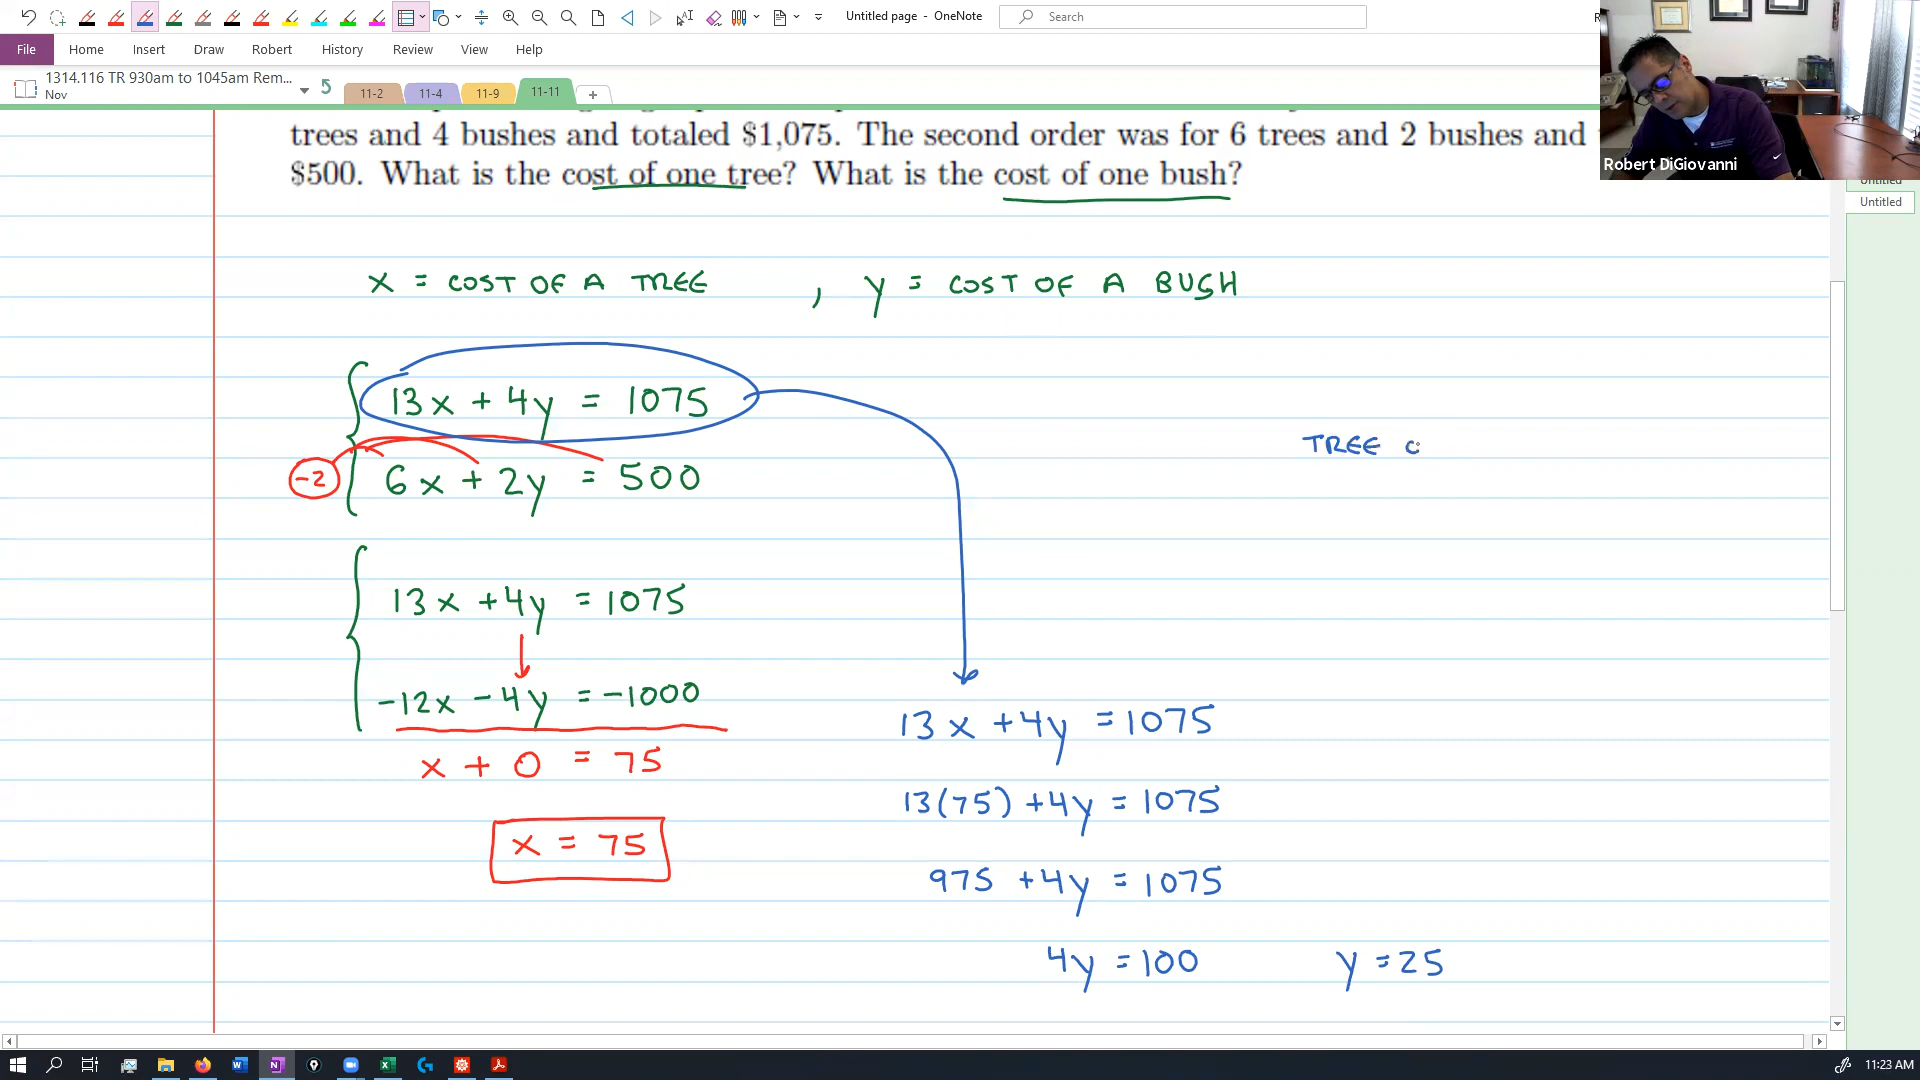 Untitled page - OneNote
Search
File Home Insert Draw Robert History Review View Help
1314.116 TR 930am to 1045am Rem...
Nov
11-2 11-4 11-9 11-11
trees and 4 bushes and totaled $1,075. The second order was for 6 trees and 2 bushes and
$500. What is the cost of one tree? What is the cost of one bush?
Robert DiGiovanni
Untitled
Untitled
x = COST OF A TREE , y = COST OF A BUSH
13x + 4y = 1075
-2
6x + 2y = 500
TREE C
13x + 4y = 1075
-12x - 4y = -1000
x + 0 = 75
x = 75
13x + 4y = 1075
13(75) + 4y = 1075
975 + 4y = 1075
4y = 100 y = 25
11:23 AM